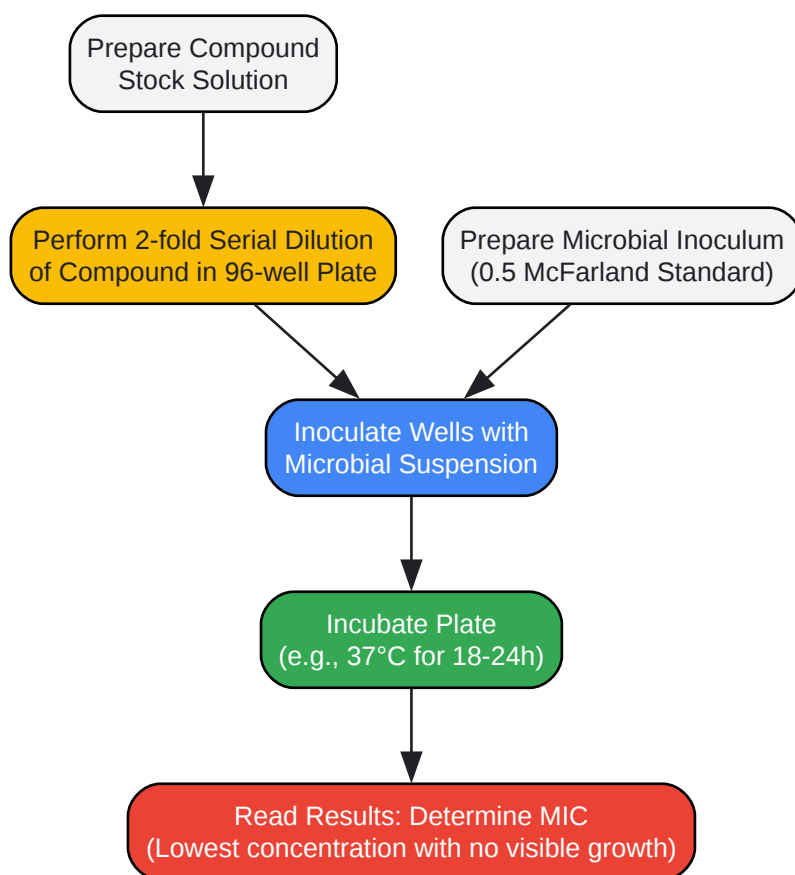 Prepare Compound
Stock Solution
Perform 2-fold Serial Dilution
of Compound in 96-well Plate
Prepare Microbial Inoculum
(0.5 McFarland Standard)
Inoculate Wells with
Microbial Suspension
Incubate Plate
(e.g., 37°C for 18-24h)
Read Results: Determine MIC
(Lowest concentration with no visible growth)